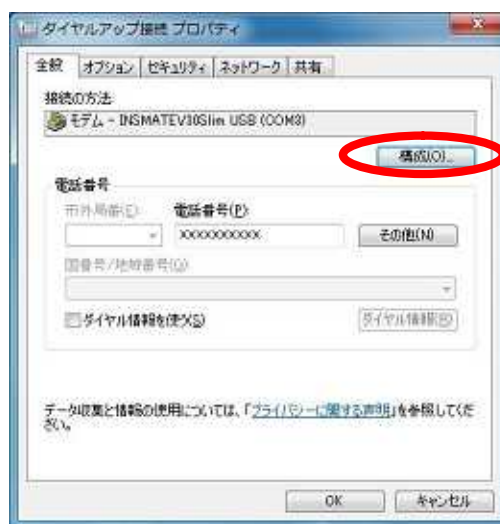 ダイヤルアップ接続 プロパティ
全般 オプション セキュリティ ネットワーク 共有
接続の方法:
モデム - INSMATEV30Slim USB (COM3)
構成(O)...
電話番号
市外局番(E): 電話番号(P):
XXXXXXXXXX その他(N)
国番号/地域番号(G):
ダイヤル情報を使う(S) ダイヤル情報(R)
データ収集と情報の使用については、「プライバシーに関する声明」を参照してくだ
さい。
OK キャンセル